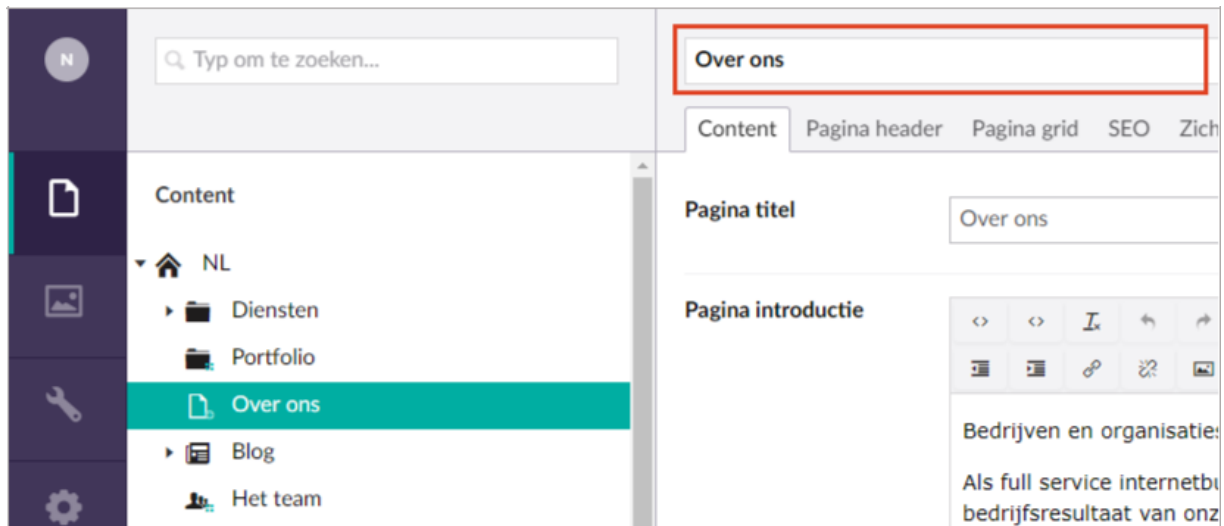 N
Typ om te zoeken...
Over ons
Content Pagina header Pagina grid SEO Zich
Content
NL
Diensten
Portfolio
Over ons
Blog
Het team
Pagina titel
Over ons
Pagina introductie
Bedrijven en organisaties
Als full service internetbu
bedrijfsresultaat van onz